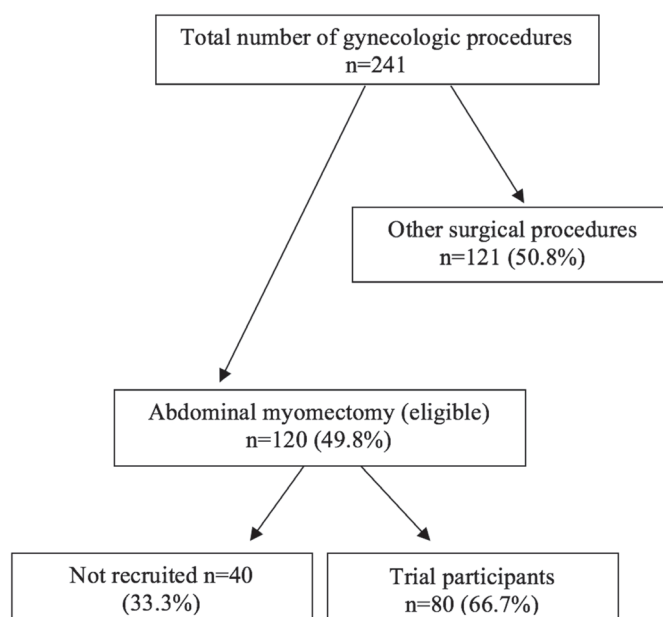 Total number of gynecologic procedures
n=241
Other surgical procedures
n=121 (50.8%)
Abdominal myomectomy (eligible)
n=120 (49.8%)
Not recruited n=40
(33.3%)
Trial participants
n=80 (66.7%)